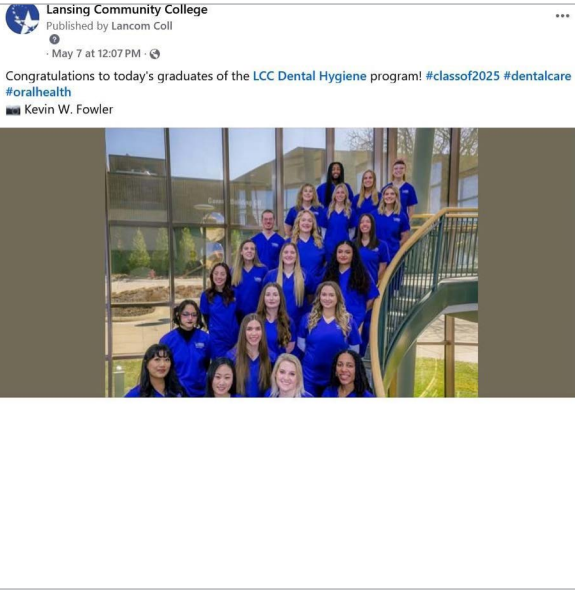 Lansing Community College
Published by Lancom Coll
?
· May 7 at 12:07 PM ·
Congratulations to today's graduates of the LCC Dental Hygiene program! #classof2025 #dentalcare
#oralhealth
Kevin W. Fowler